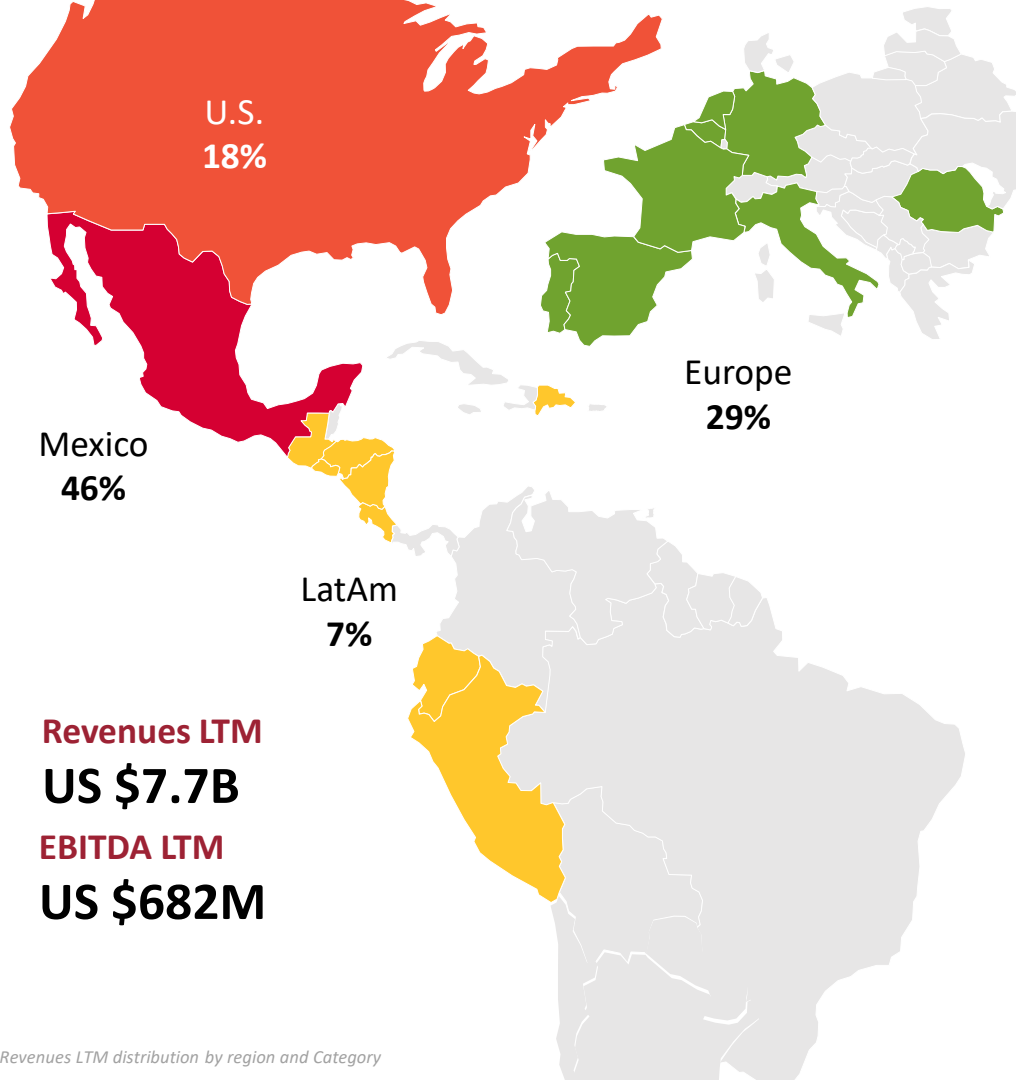 U.S.
18%
Europe
29%
Mexico
46%
LatAm
7%
Revenues LTM
US $7.7B
EBITDA LTM
US $682M
Revenues LTM distribution by region and Category